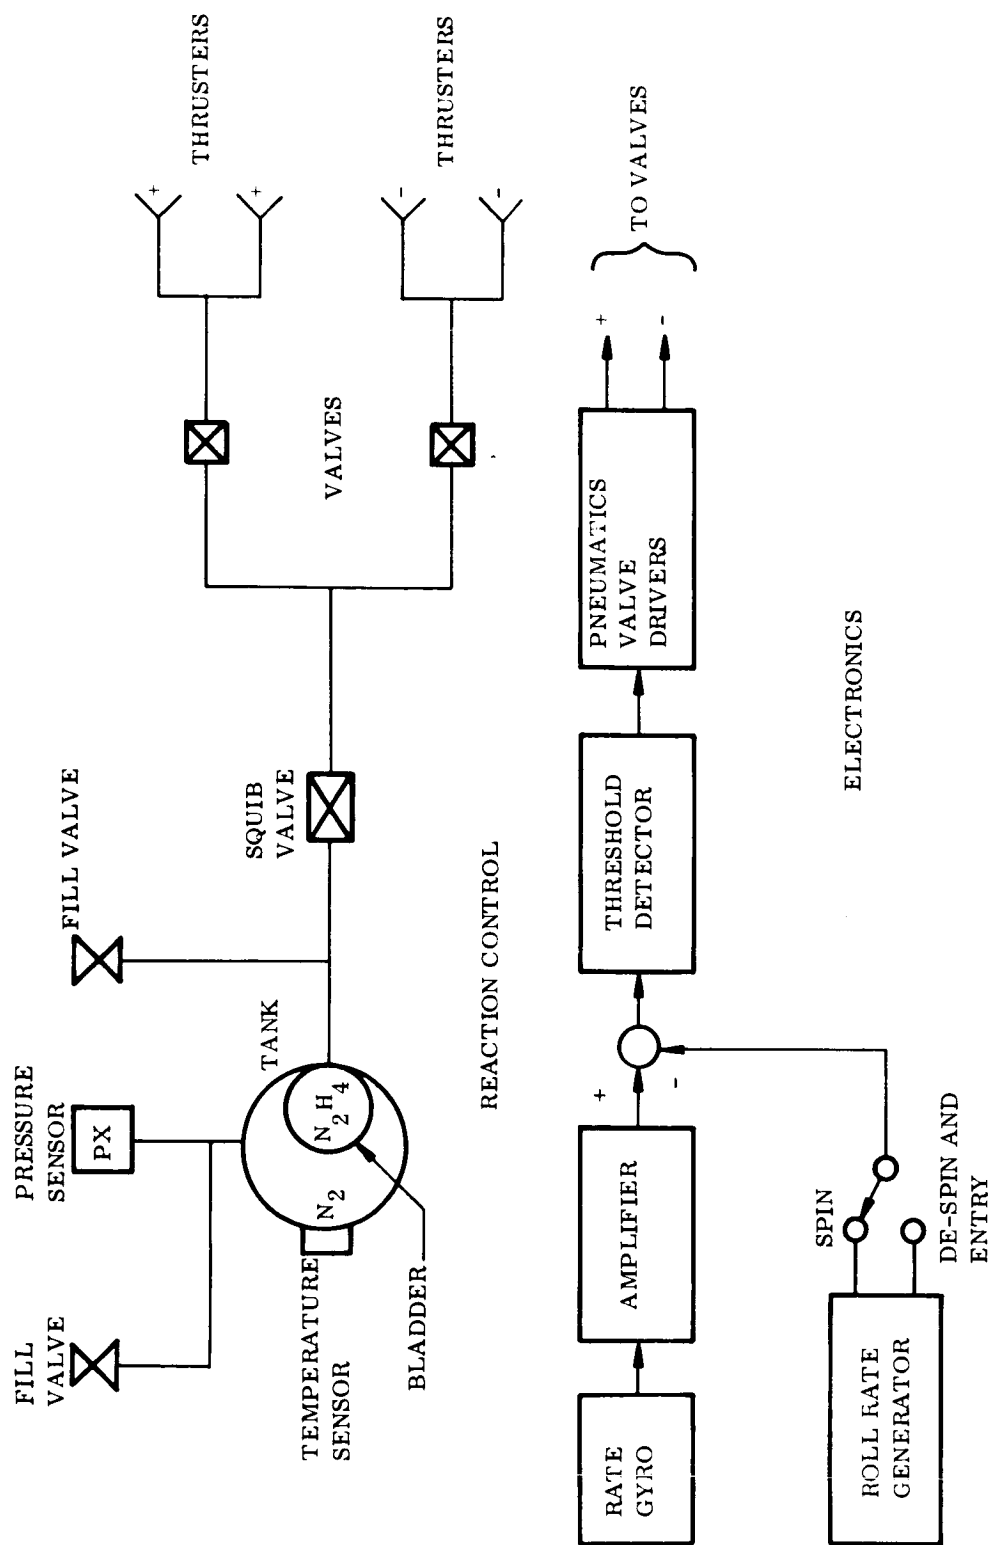 FILL
VALVE
PRESSURE
SENSOR
PX
FILL VALVE
TEMPERATURE
SENSOR
N2
N2H4
TANK
BLADDER
SQUIB
VALVE
VALVES
+
+
THRUSTERS
-
-
THRUSTERS
REACTION CONTROL
RATE
GYRO
AMPLIFIER
+
-
THRESHOLD
DETECTOR
PNEUMATICS
VALVE
DRIVERS
+
-
TO VALVES
ROLL RATE
GENERATOR
SPIN
DE-SPIN AND
ENTRY
ELECTRONICS